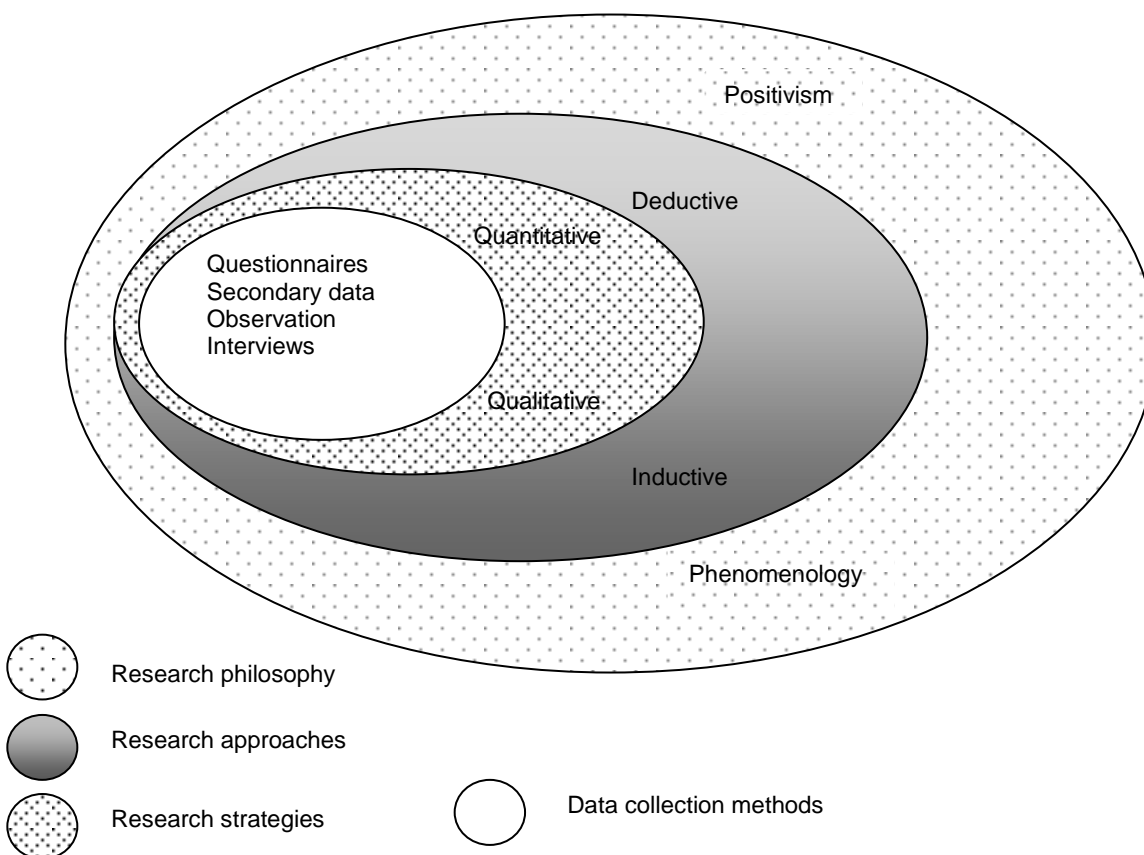 Positivism
Deductive
Quantitative
Questionnaires
Secondary data
Observation
Interviews
Qualitative
Inductive
Phenomenology
Research philosophy
Research approaches
Research strategies
Data collection methods